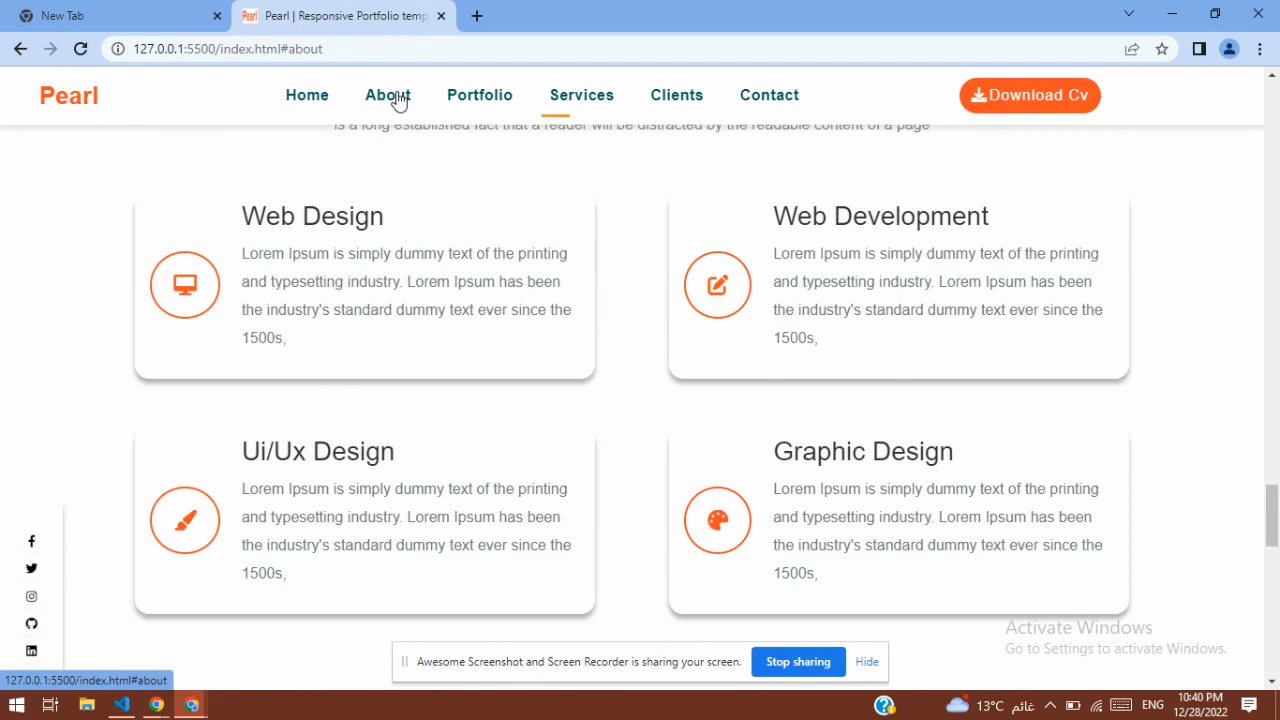 New Tab
Pearl | Responsive Portfolio temp
127.0.0.1:5500/index.html#about
Pearl
Home
About
Portfolio
Services
Clients
Contact
Download Cv
is a long established fact that a reader will be distracted by the readable content of a page
Web Design
Lorem Ipsum is simply dummy text of the printing
and typesetting industry. Lorem Ipsum has been
the industry's standard dummy text ever since the
1500s,
Web Development
Lorem Ipsum is simply dummy text of the printing
and typesetting industry. Lorem Ipsum has been
the industry's standard dummy text ever since the
1500s,
Ui/Ux Design
Lorem Ipsum is simply dummy text of the printing
and typesetting industry. Lorem Ipsum has been
the industry's standard dummy text ever since the
1500s,
Graphic Design
Lorem Ipsum is simply dummy text of the printing
and typesetting industry. Lorem Ipsum has been
the industry's standard dummy text ever since the
1500s,
Activate Windows
Go to Settings to activate Windows.
Awesome Screenshot and Screen Recorder is sharing your screen.
Stop sharing
Hide
127.0.0.1:5500/index.html#about
13°C غائم
ENG
10:40 PM
12/28/2022